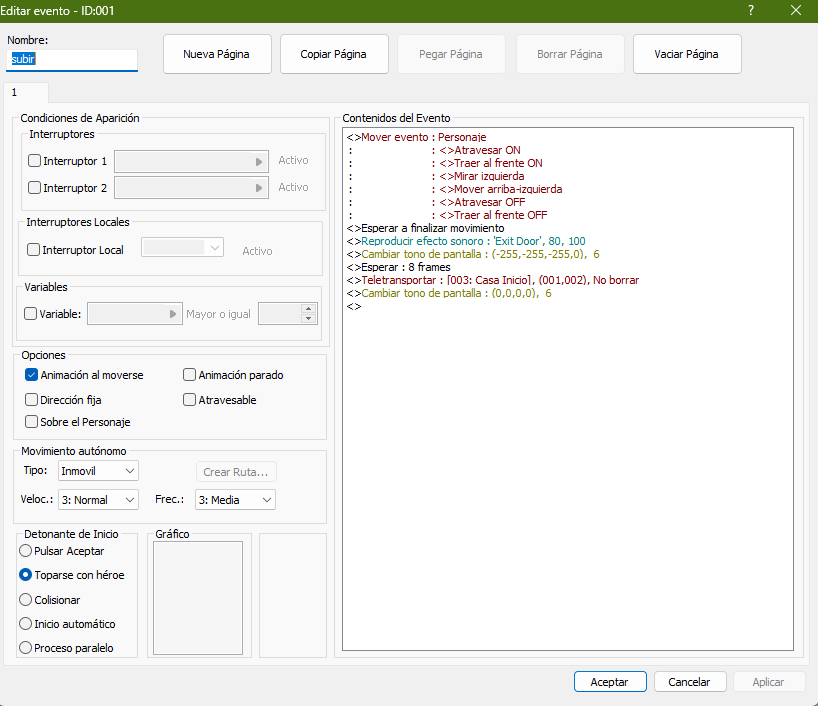 Editar evento - ID:001
?
Nombre:
subir
Nueva Página
Copiar Página
Pegar Página
Borrar Página
Vaciar Página
1
Condiciones de Aparición
Interruptores
Interruptor 1
Activo
Interruptor 2
Activo
Interruptores Locales
Interruptor Local
Activo
Variables
Variable:
Mayor o igual
Opciones
Animación al moverse
Animación parado
Dirección fija
Atravesable
Sobre el Personaje
Movimiento autónomo
Tipo:
Inmovil
Crear Ruta...
Veloc.:
3: Normal
Frec.:
3: Media
Detonante de Inicio
Pulsar Aceptar
Toparse con héroe
Colisionar
Inicio automático
Proceso paralelo
Gráfico
Contenidos del Evento
<>Mover evento : Personaje
: : <>Atravesar ON
: : <>Traer al frente ON
: : <>Mirar izquierda
: : <>Mover arriba-izquierda
: : <>Atravesar OFF
: : <>Traer al frente OFF
<>Esperar a finalizar movimiento
<>Reproducir efecto sonoro : 'Exit Door', 80, 100
<>Cambiar tono de pantalla : (-255,-255,-255,0), 6
<>Esperar : 8 frames
<>Teletransportar : [003: Casa Inicio], (001,002), No borrar
<>Cambiar tono de pantalla : (0,0,0,0), 6
<>
Aceptar
Cancelar
Aplicar